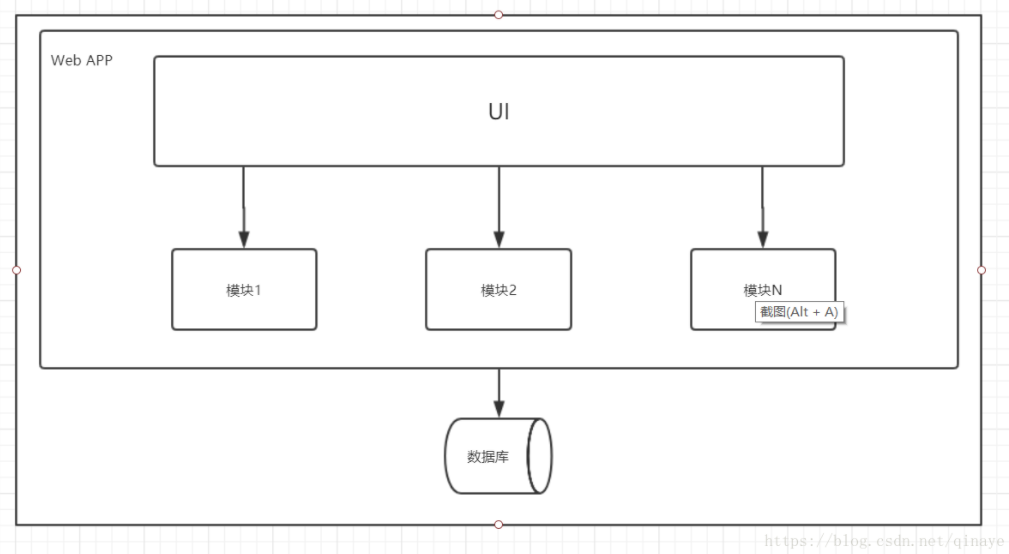 Web APP
UI
模块1
模块2
模块N
截图(Alt + A)
数据库
https://blog.csdn.net/qinaye